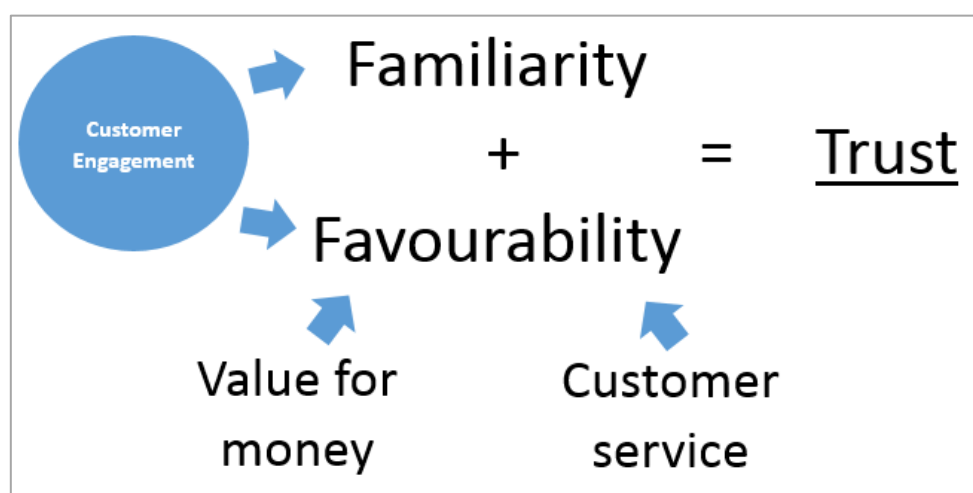 Familiarity
Customer
Engagement
+ = Trust
Favourability
Value for
money
Customer
service